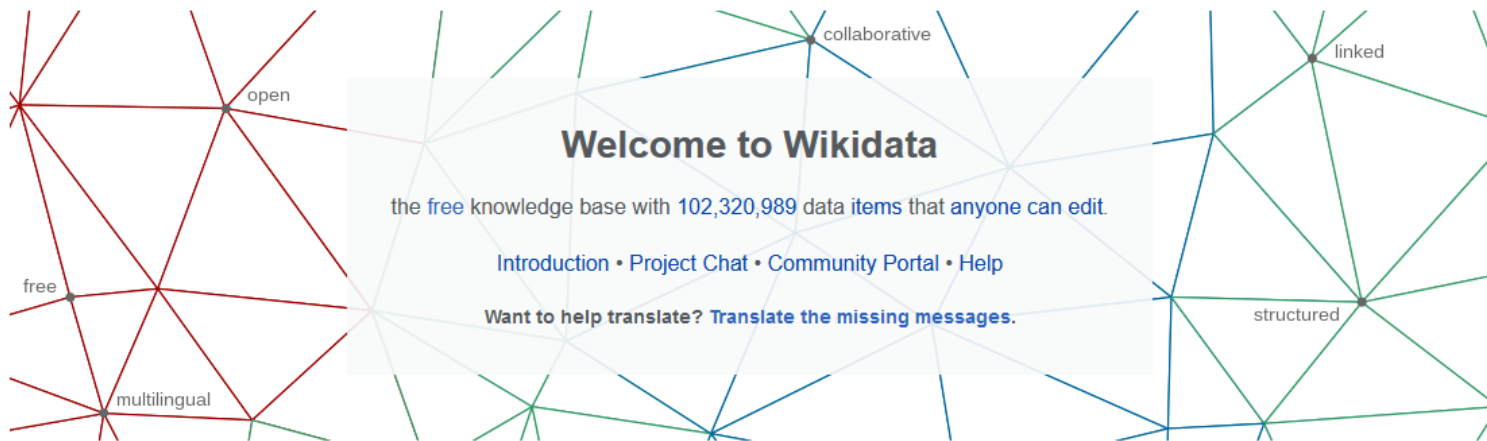 collaborative
linked
open
Welcome to Wikidata
the free knowledge base with 102,320,989 data items that anyone can edit.
Introduction • Project Chat • Community Portal • Help
free
Want to help translate? Translate the missing messages.
structured
multilingual